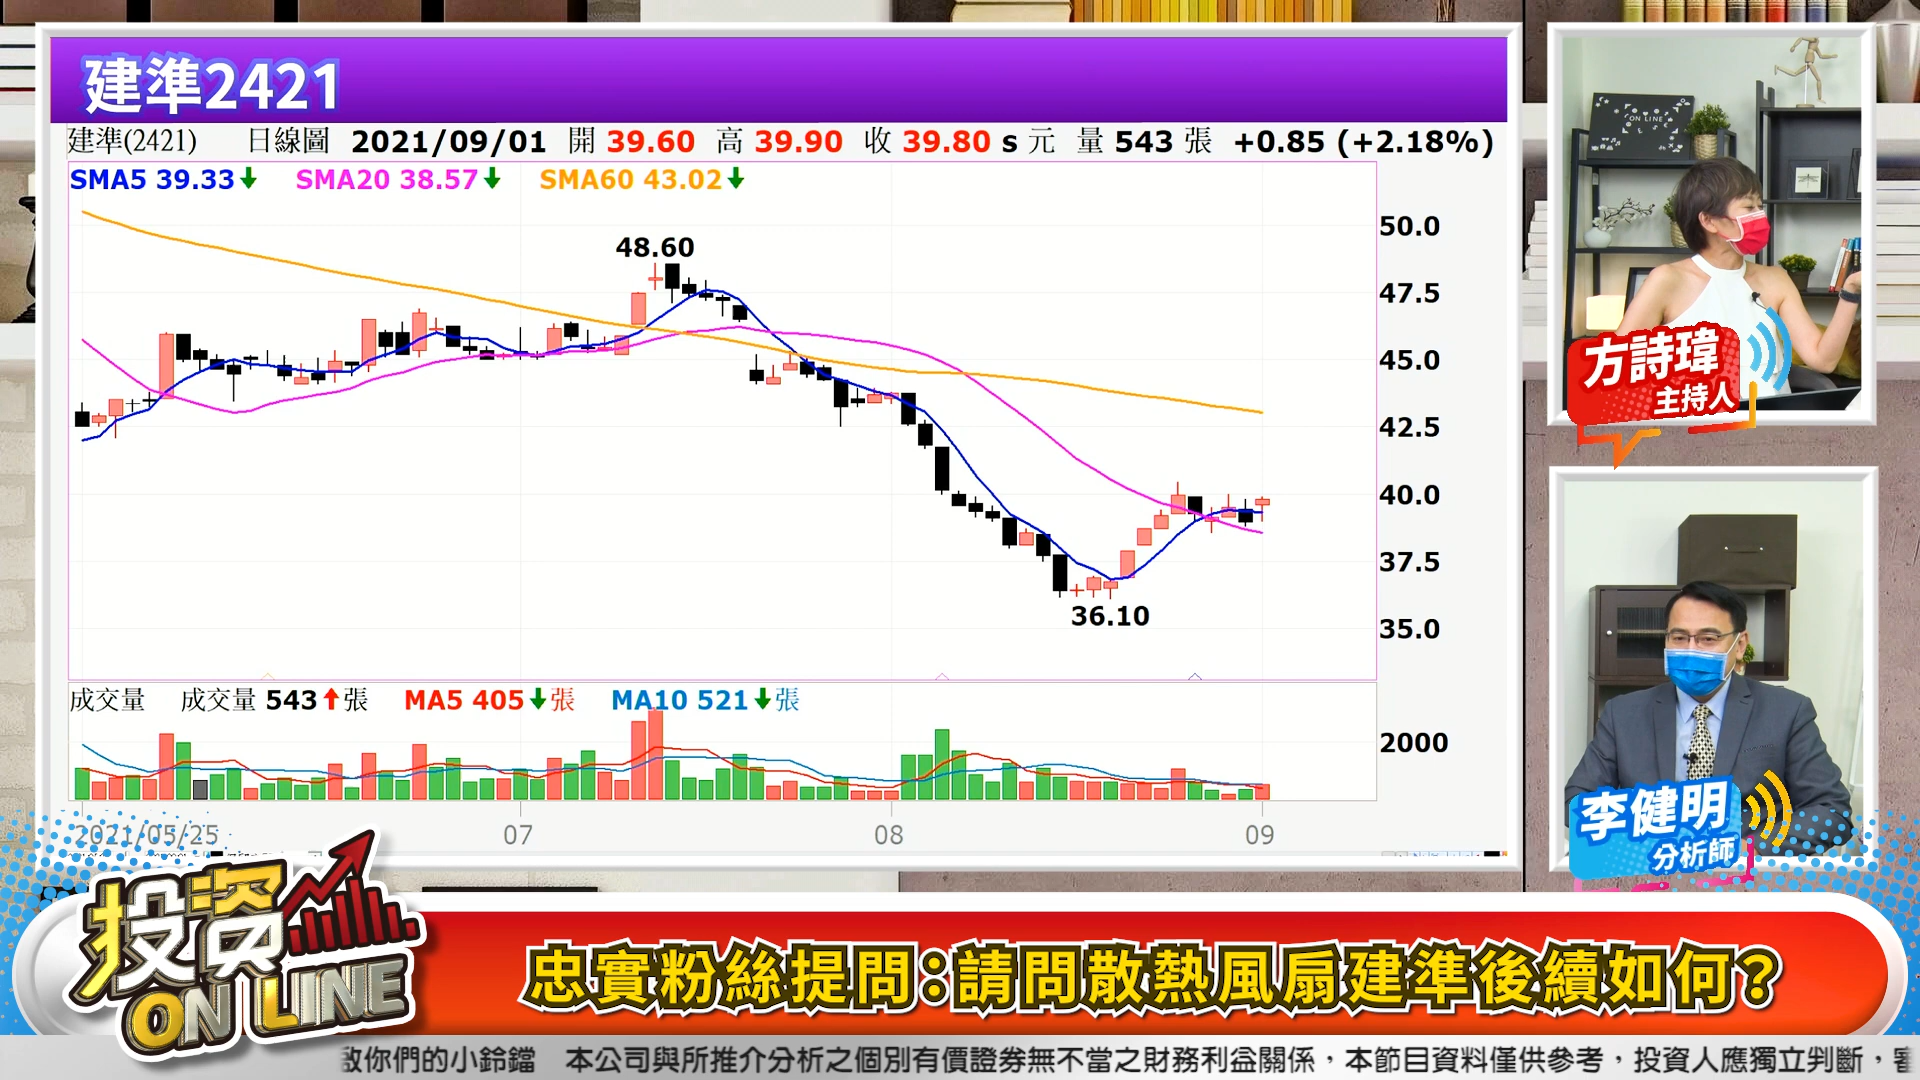 建準2421
建準(2421) 日線圖 2021/09/01 開 39.60 高 39.90 收 39.80 s 元 量 543 張 +0.85 (+2.18%)
SMA5 39.33↓ SMA20 38.57↓ SMA60 43.02↓
48.60
36.10
50.0
47.5
45.0
42.5
40.0
37.5
35.0
成交量 成交量 543↑張 MA5 405↓張 MA10 521↓張
2000
2021/05/25 07 08 09
ON LINE
方詩瑋
主持人
李健明
分析師
投資
ON LINE
忠實粉絲提問:請問散熱風扇建準後續如何?
你們的小鈴鐺 本公司與所推介分析之個別有價證券無不當之財務利益關係,本節目資料僅供參考,投資人應獨立判斷,